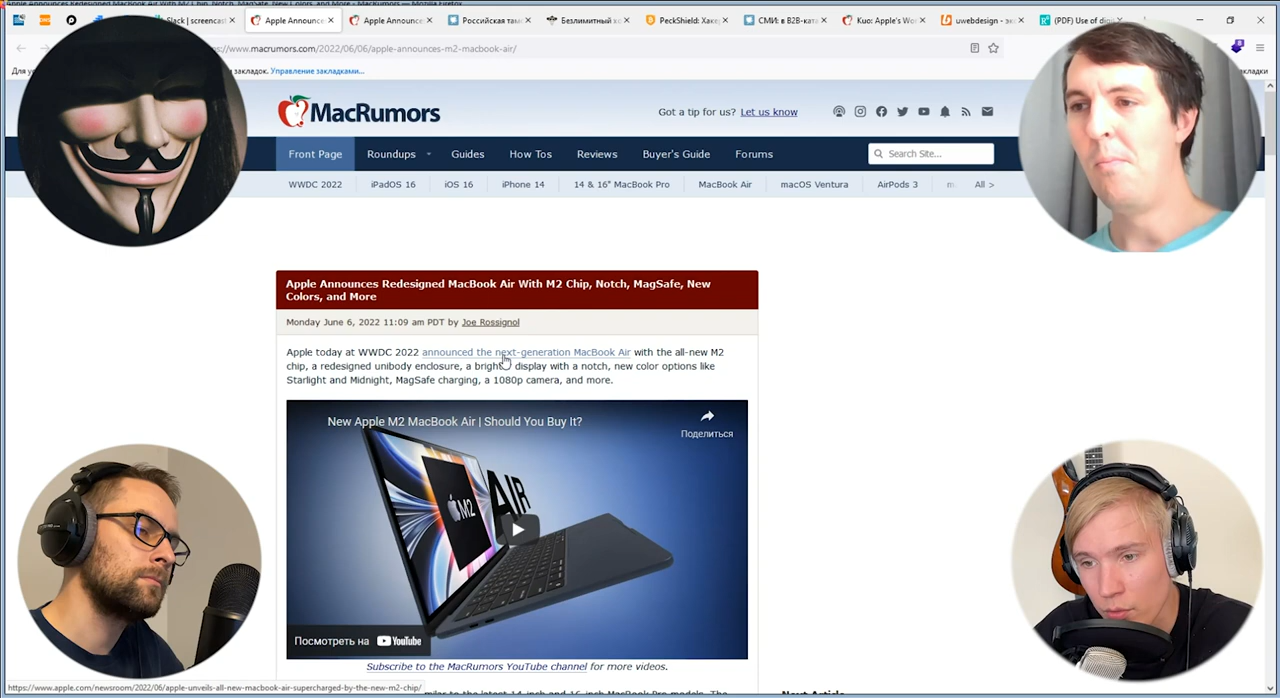 Slack | screencas
Apple Announce
Apple Announce
Российская там
Безлимитный хо
PeckShield: Хаке
СМИ: в B2B-ката
Kuo: Apple's Wo
uwebdesign - эко
(PDF) Use of
www.macrumors.com/2022/06/06/apple-announces-m2-macbook-air/
закладок. Управление закладками...
MacRumors
Got a tip for us? Let us know
Front Page Roundups Guides How Tos Reviews Buyer's Guide Forums Search Site...
WWDC 2022 iPadOS 16 iOS 16 iPhone 14 14 & 16" MacBook Pro MacBook Air macOS Ventura AirPods 3 All >
Apple Announces Redesigned MacBook Air With M2 Chip, Notch, MagSafe, New
Colors, and More
Monday June 6, 2022 11:09 am PDT by Joe Rossignol
Apple today at WWDC 2022 announced the next-generation MacBook Air with the all-new M2
chip, a redesigned unibody enclosure, a display with a notch, new color options like
Starlight and Midnight, MagSafe charging, a 1080p camera, and more.
New Apple M2 MacBook Air | Should You Buy It?
Поделиться
M2
AIR
Посмотреть на YouTube
Subscribe to the MacRumors YouTube channel for more videos.
https://www.apple.com/newsroom/2022/06/apple-unveils-all-new-macbook-air-supercharged-by-the-new-m2-chip/